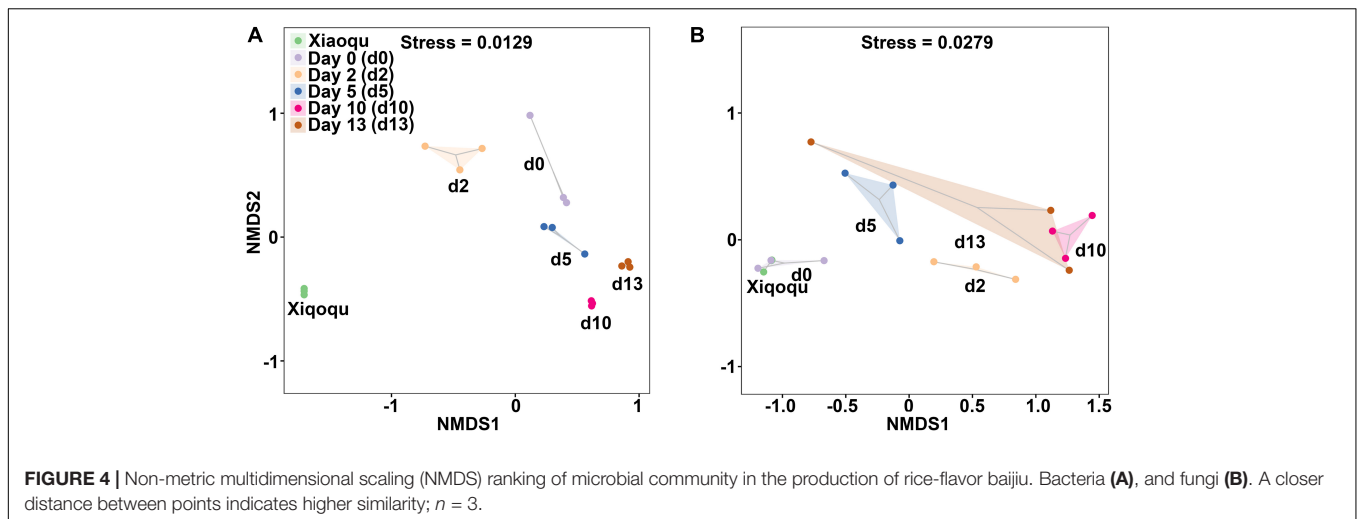 A
Stress = 0.0129
Xiaoqu
Day 0 (d0)
Day 2 (d2)
Day 5 (d5)
Day 10 (d10)
Day 13 (d13)
1
0
-1
NMDS2
d0
d2
d5
d13
Xiqoqu
d10
-1 0 1
NMDS1
B
Stress = 0.0279
1
0
-1
d5
d13
d10
d0
Xiqoqu
d2
-1.0 -0.5 0 0.5 1.0 1.5
NMDS1
FIGURE 4 | Non-metric multidimensional scaling (NMDS) ranking of microbial community in the production of rice-flavor baijiu. Bacteria (A), and fungi (B). A closer
distance between points indicates higher similarity; n = 3.